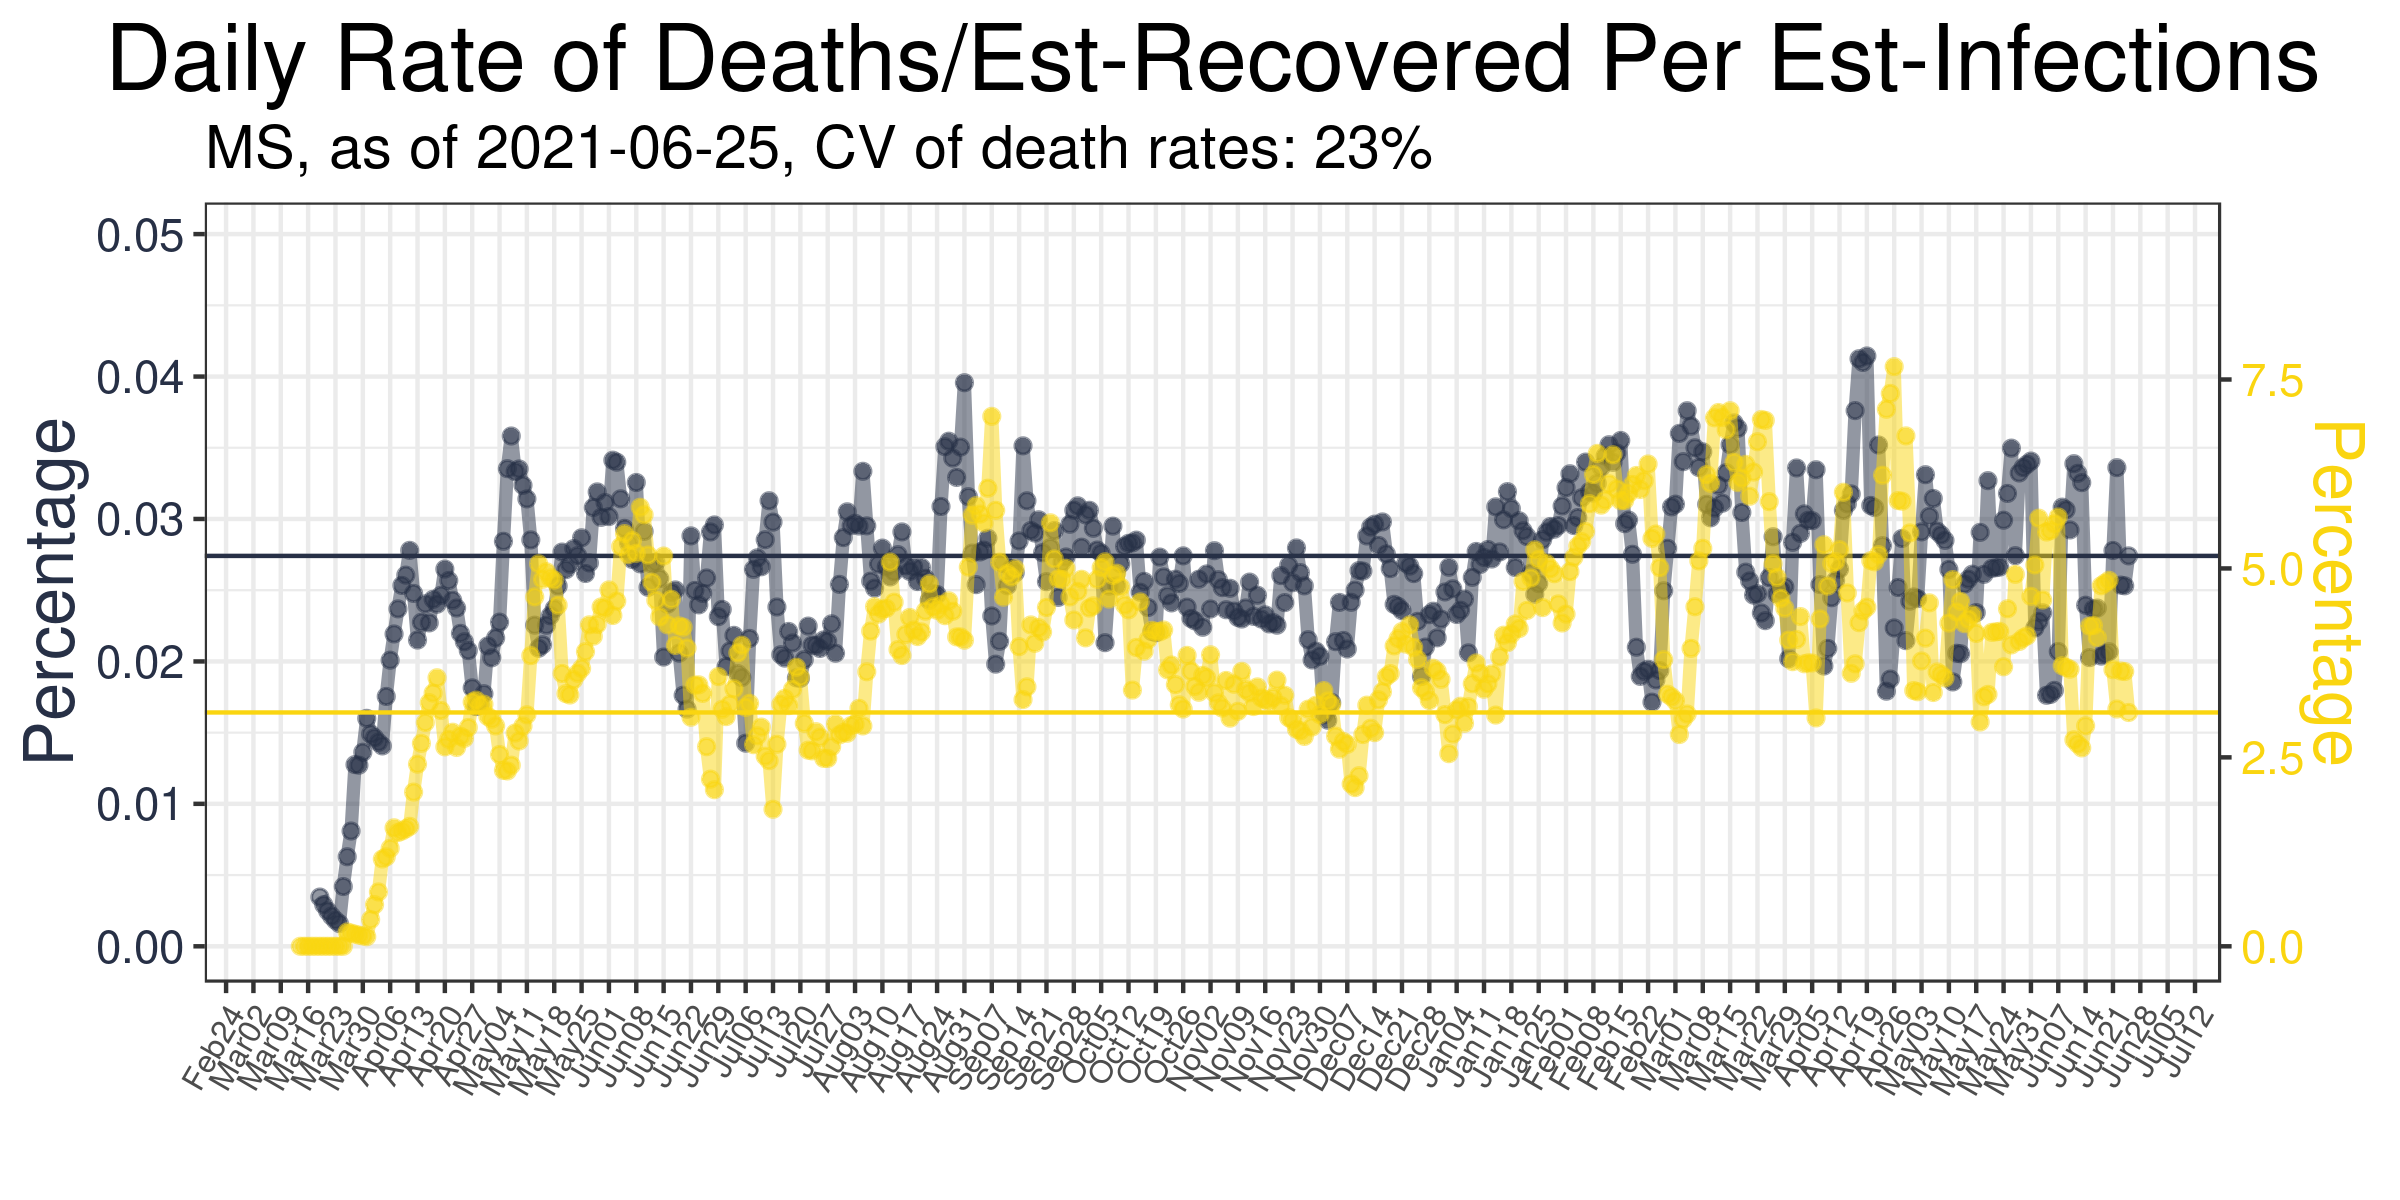 Daily Rate of Deaths/Est-Recovered Per Est-Infections
MS, as of 2021-06-25, CV of death rates: 23%
Percentage
0.05
0.04
0.03
0.02
0.01
0.00
7.5
5.0
2.5
0.0
Percentage
Feb24
Mar02
Mar09
Mar16
Mar23
Mar30
Apr06
Apr13
Apr20
Apr27
May04
May11
May18
May25
Jun01
Jun08
Jun15
Jun22
Jun29
Jul06
Jul13
Jul20
Jul27
Aug03
Aug10
Aug17
Aug24
Aug31
Sep07
Sep14
Sep21
Sep28
Oct05
Oct12
Oct19
Oct26
Nov02
Nov09
Nov16
Nov23
Nov30
Dec07
Dec14
Dec21
Dec28
Jan04
Jan11
Jan18
Jan25
Feb01
Feb08
Feb15
Feb22
Mar01
Mar08
Mar15
Mar22
Mar29
Apr05
Apr12
Apr19
Apr26
May03
May10
May17
May24
May31
Jun07
Jun14
Jun21
Jun28
Jul05
Jul12